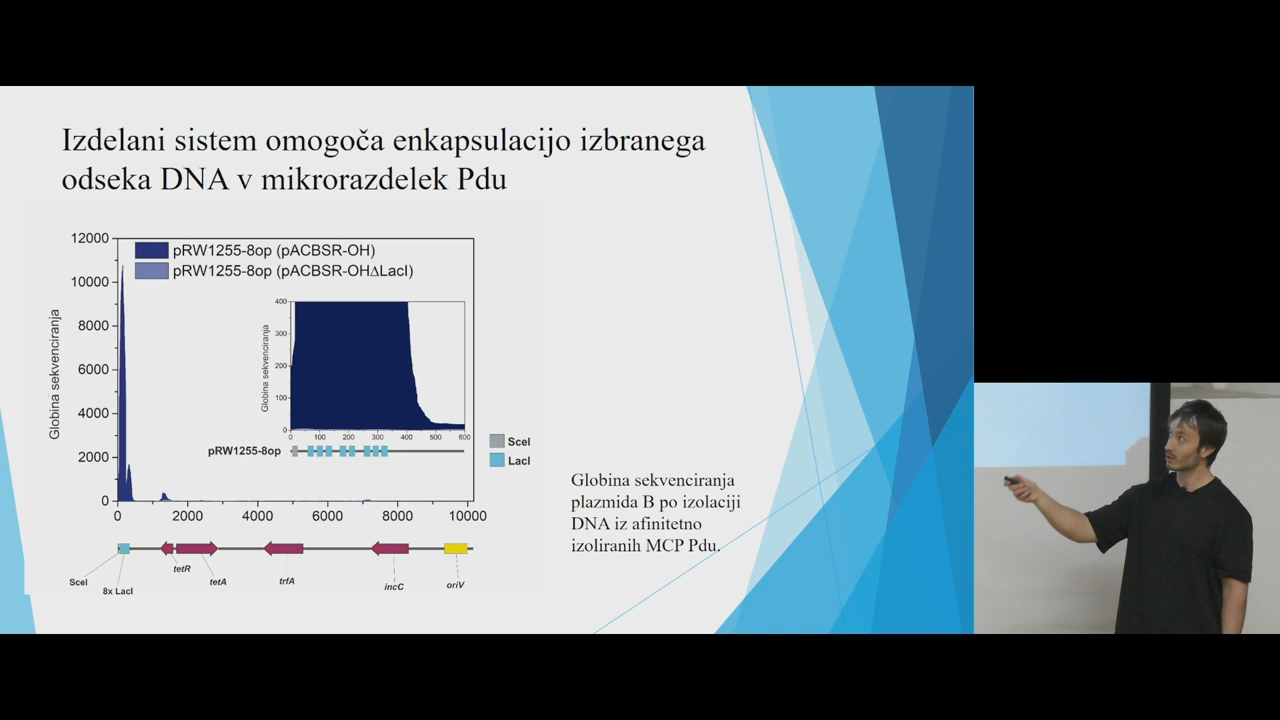 Izdelani sistem omogoča enkapsulacijo izbranega
odseka DNA v mikrorazdelek Pdu
12000
10000
8000
6000
4000
2000
0
Globina sekvenciranja
pRW1255-8op (pACBSR-OH)
pRW1255-8op (pACBSR-OHΔLacI)
400
300
200
100
0
Globina sekvenciranja
0 100 200 300 400 500 600
pRW1255-8op
SceI
LacI
0 2000 4000 6000 8000 10000
SceI
8x LacI
tetR
tetA
trfA
incC
oriV
Globina sekvenciranja
plazmida B po izolaciji
DNA iz afinitetno
izoliranih MCP Pdu.